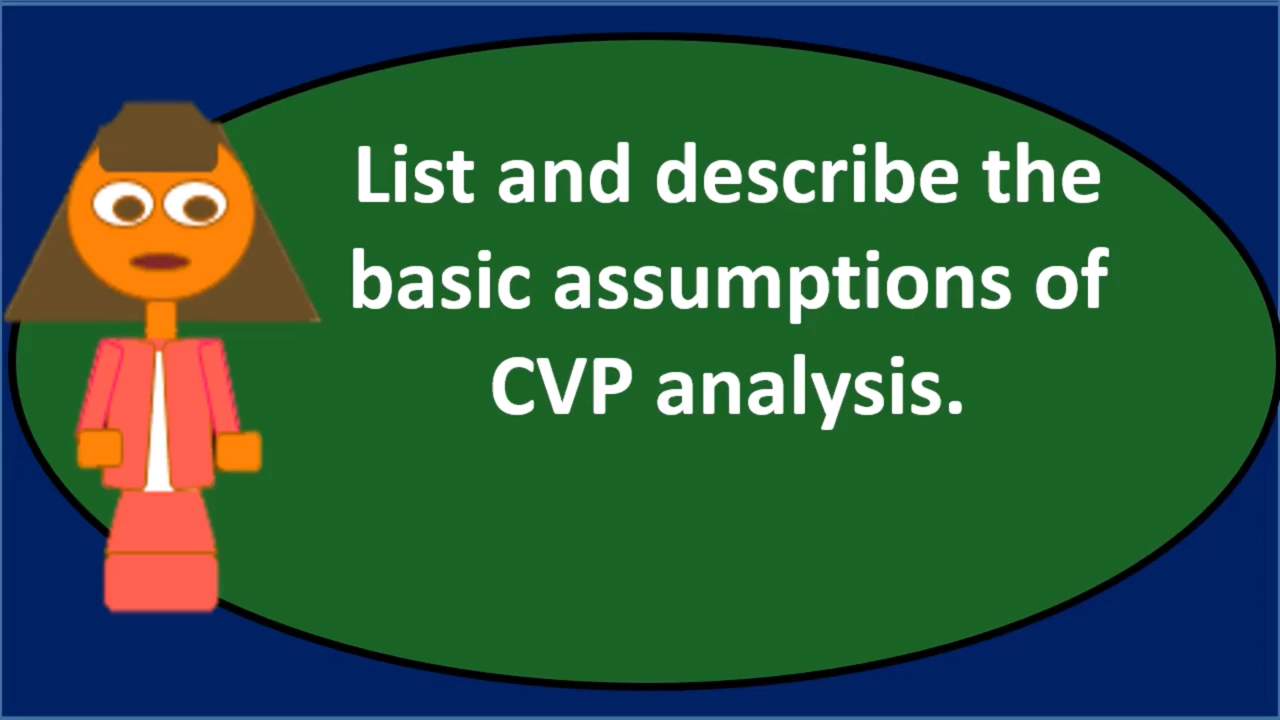 List and describe the
basic assumptions of
CVP analysis.